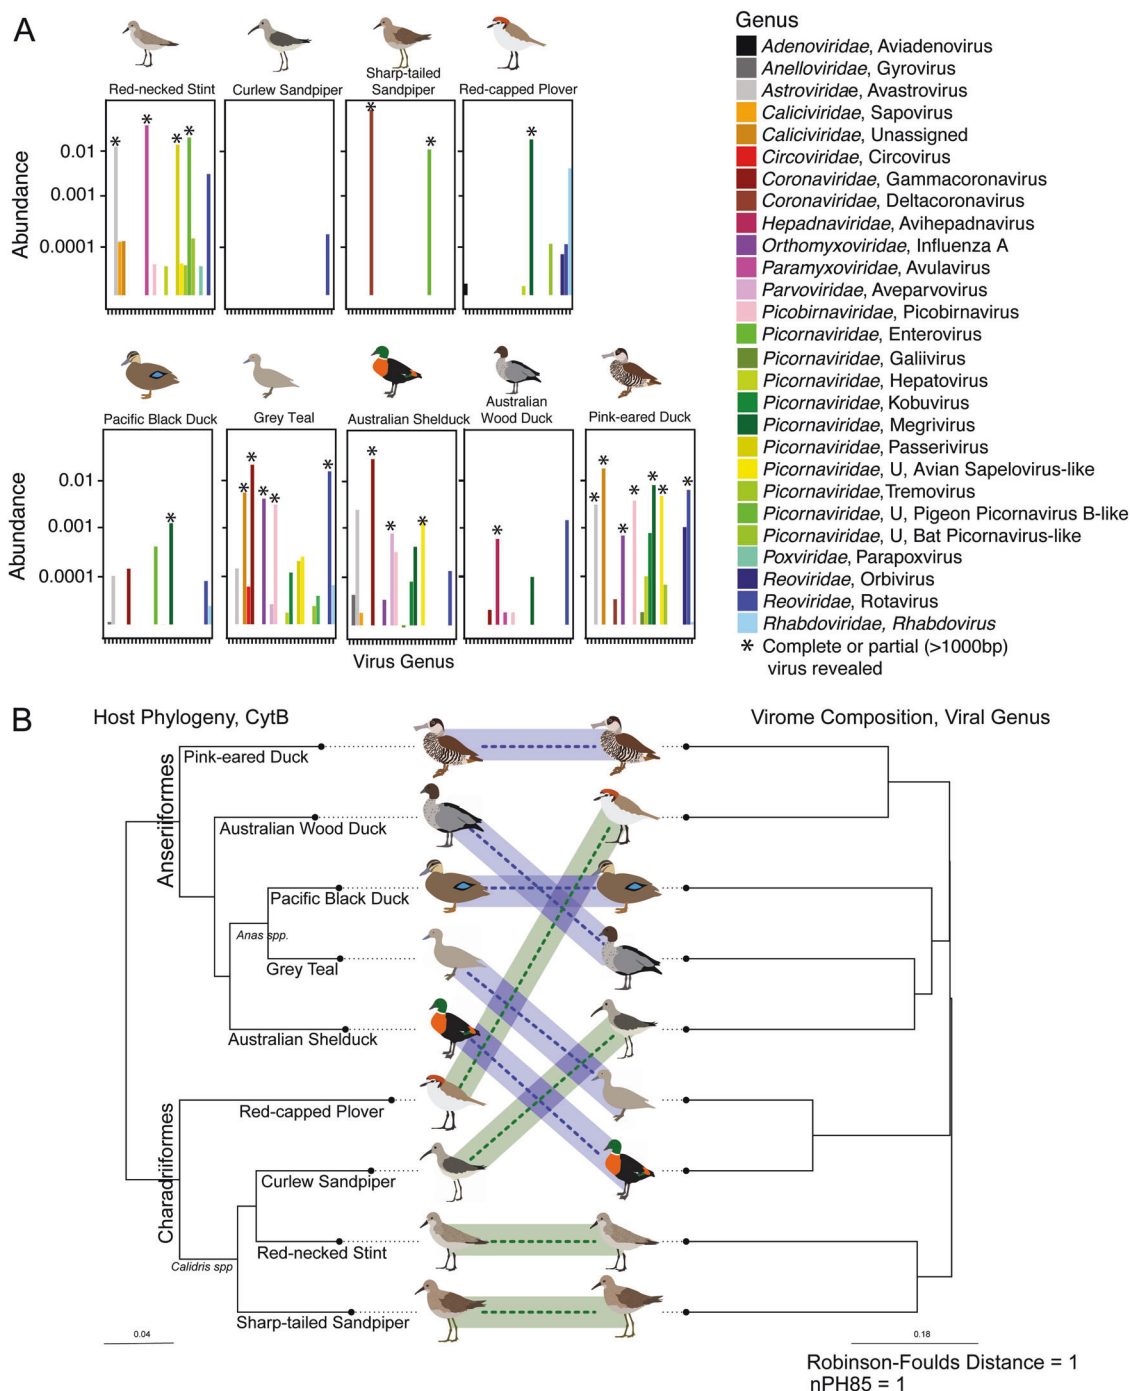 A
Red-necked Stint
Curlew Sandpiper
Sharp-tailed
Sandpiper
Red-capped Plover
Abundance
0.01
0.001
0.0001
* * * *
* *
*
Pacific Black Duck
Grey Teal
Australian Shelduck
Australian
Wood Duck
Pink-eared Duck
Abundance
0.01
0.001
0.0001
*
* * * * *
* * *
*
* * * * * * *
Virus Genus
Genus
Adenoviridae, Aviadenovirus
Anelloviridae, Gyrovirus
Astroviridae, Avastrovirus
Caliciviridae, Sapovirus
Caliciviridae, Unassigned
Circoviridae, Circovirus
Coronaviridae, Gammacoronavirus
Coronaviridae, Deltacoronavirus
Hepadnaviridae, Avihepadnavirus
Orthomyxoviridae, Influenza A
Paramyxoviridae, Avulavirus
Parvoviridae, Aveparvovirus
Picobirnaviridae, Picobirnavirus
Picornaviridae, Enterovirus
Picornaviridae, Galiivirus
Picornaviridae, Hepatovirus
Picornaviridae, Kobuvirus
Picornaviridae, Megrivirus
Picornaviridae, Passerivirus
Picornaviridae, U, Avian Sapelovirus-like
Picornaviridae,Tremovirus
Picornaviridae, U, Pigeon Picornavirus B-like
Picornaviridae, U, Bat Picornavirus-like
Poxviridae, Parapoxvirus
Reoviridae, Orbivirus
Reoviridae, Rotavirus
Rhabdoviridae, Rhabdovirus
* Complete or partial (>1000bp)
virus revealed
B
Host Phylogeny, CytB
Virome Composition, Viral Genus
Anseriiformes
Pink-eared Duck
Australian Wood Duck
Pacific Black Duck
Anas spp.
Grey Teal
Australian Shelduck
Charadriiformes
Red-capped Plover
Curlew Sandpiper
Red-necked Stint
Calidris spp
Sharp-tailed Sandpiper
0.04
0.18
Robinson-Foulds Distance = 1
nPH85 = 1